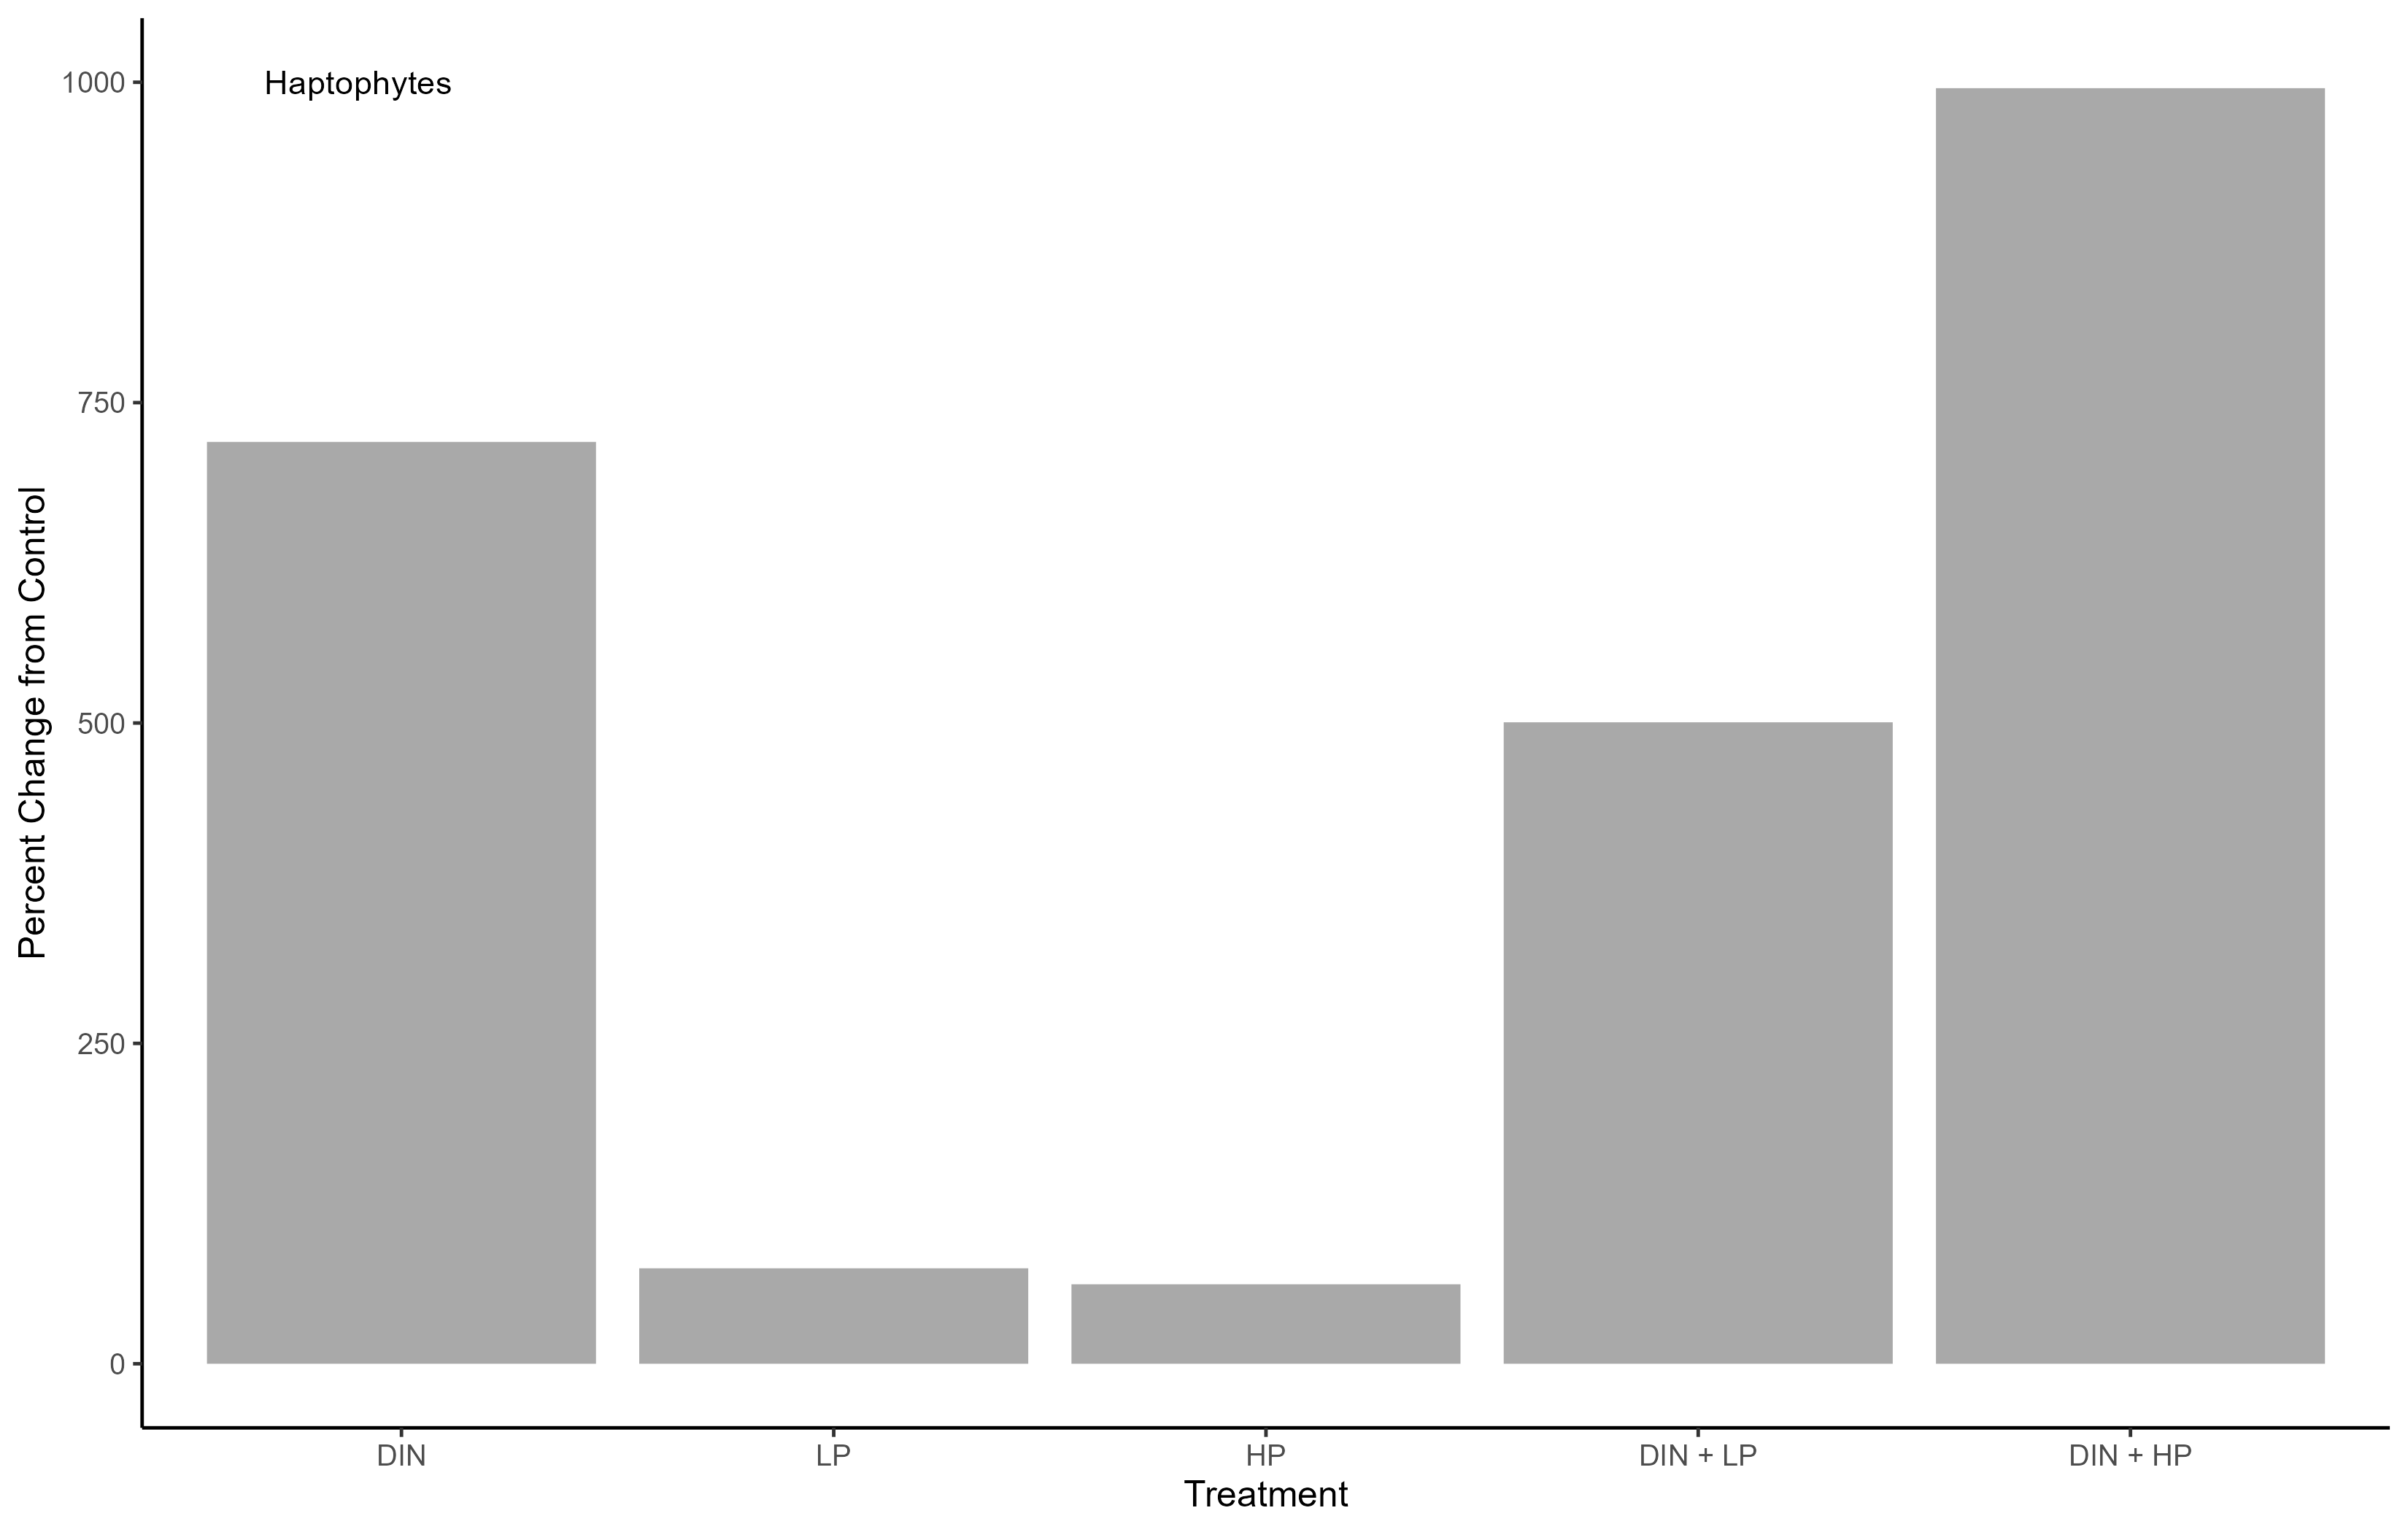 Haptophytes
Percent Change from Control
1000
750
500
250
0
DIN
LP
HP
DIN + LP
DIN + HP
Treatment